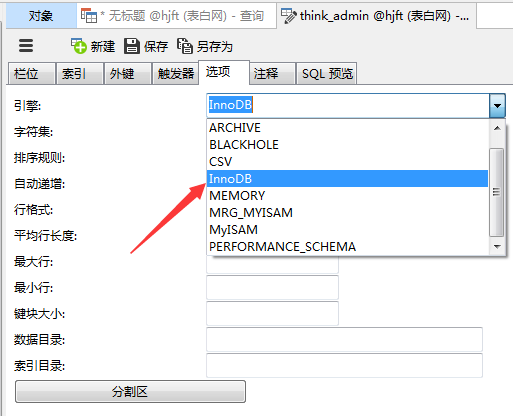 对象 * 无标题 @hjft (表白网) - 查询 think_admin @hjft (表白网) -...
新建 保存 另存为
栏位 索引 外键 触发器 选项 注释 SQL 预览
引擎: InnoDB
字符集: ARCHIVE
BLACKHOLE
排序规则: CSV
自动递增: InnoDB
MEMORY
行格式: MRG_MYISAM
平均行长度: MyISAM
PERFORMANCE_SCHEMA
最大行:
最小行:
键块大小:
数据目录:
索引目录:
分割区